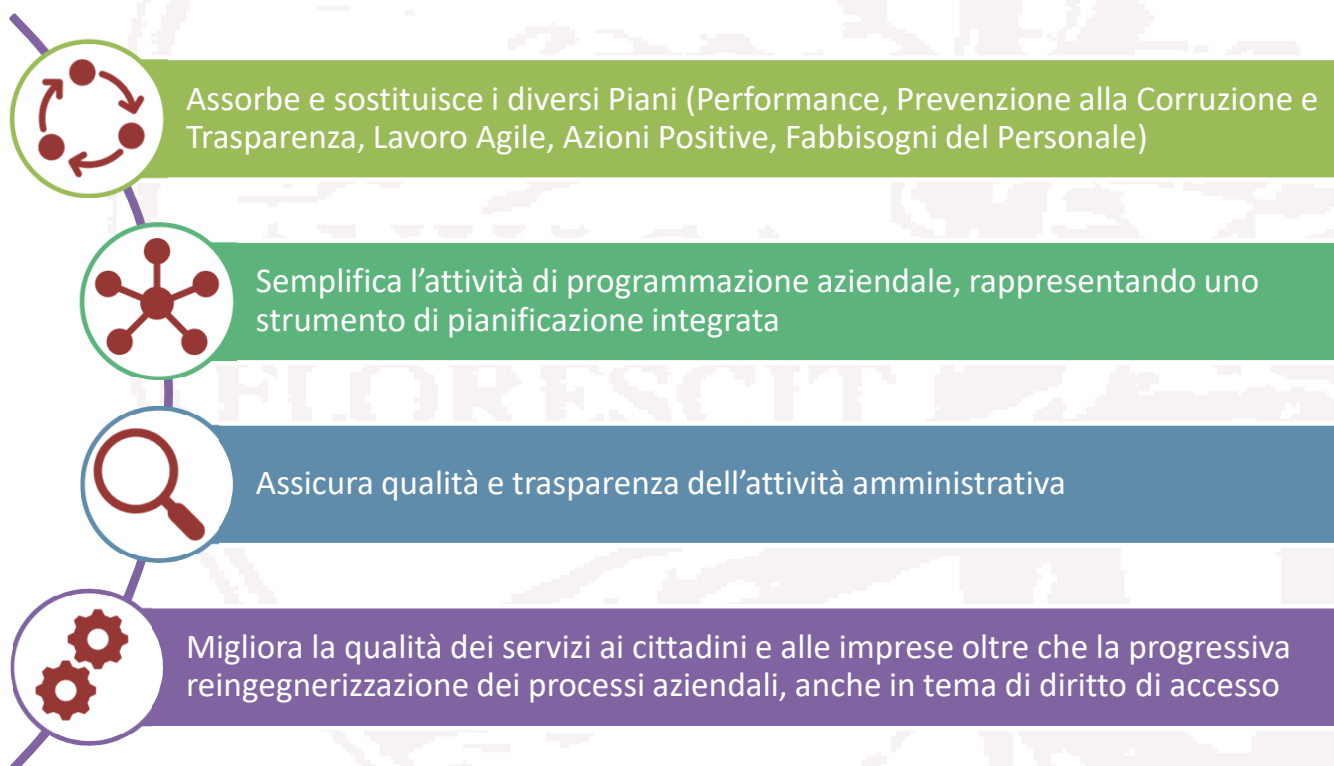 Assorbe e sostituisce i diversi Piani (Performance, Prevenzione alla Corruzione e
Trasparenza, Lavoro Agile, Azioni Positive, Fabbisogni del Personale)
Semplifica l’attività di programmazione aziendale, rappresentando uno
strumento di pianificazione integrata
FLORESCIT
Assicura qualità e trasparenza dell’attività amministrativa
Migliora la qualità dei servizi ai cittadini e alle imprese oltre che la progressiva
reingegnerizzazione dei processi aziendali, anche in tema di diritto di accesso